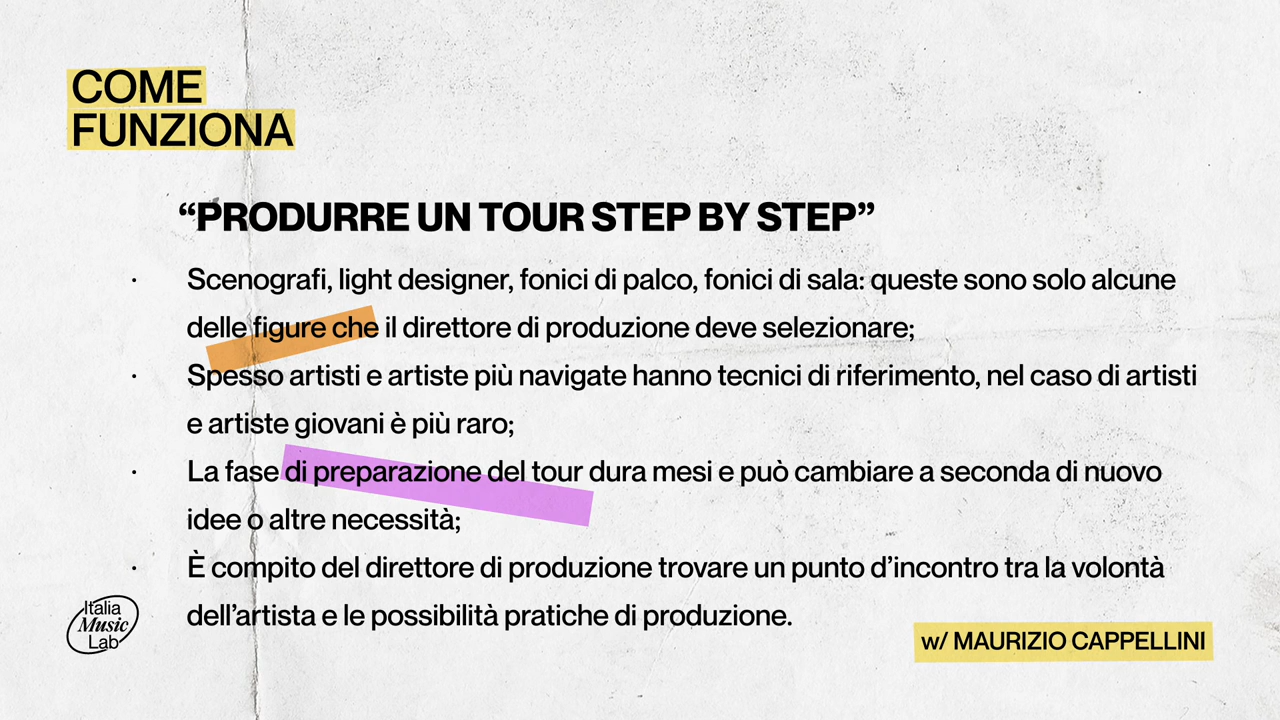 COME
FUNZIONA
“PRODURRE UN TOUR STEP BY STEP”
· Scenografi, light designer, fonici di palco, fonici di sala: queste sono solo alcune
delle figure che il direttore di produzione deve selezionare;
· Spesso artisti e artiste più navigate hanno tecnici di riferimento, nel caso di artisti
e artiste giovani è più raro;
· La fase di preparazione del tour dura mesi e può cambiare a seconda di nuovo
idee o altre necessità;
· È compito del direttore di produzione trovare un punto d’incontro tra la volontà
dell’artista e le possibilità pratiche di produzione.
Italia
Music
Lab
w/ MAURIZIO CAPPELLINI